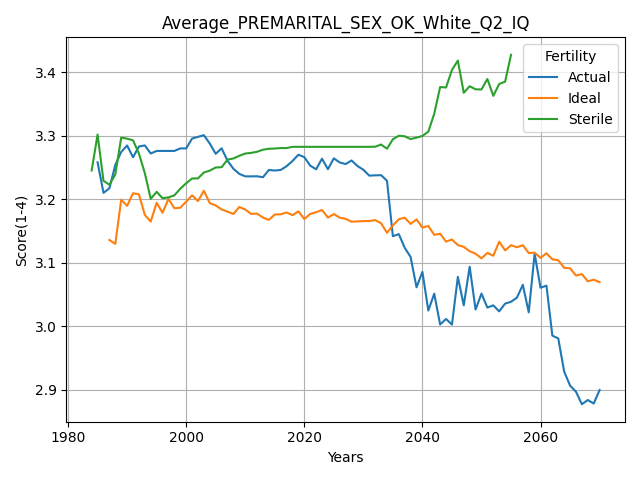 Average_PREMARITAL_SEX_OK_White_Q2_IQ
Fertility
Actual
Ideal
Sterile
Score(1-4)
3.4
3.3
3.2
3.1
3.0
2.9
1980
2000
2020
2040
2060
Years